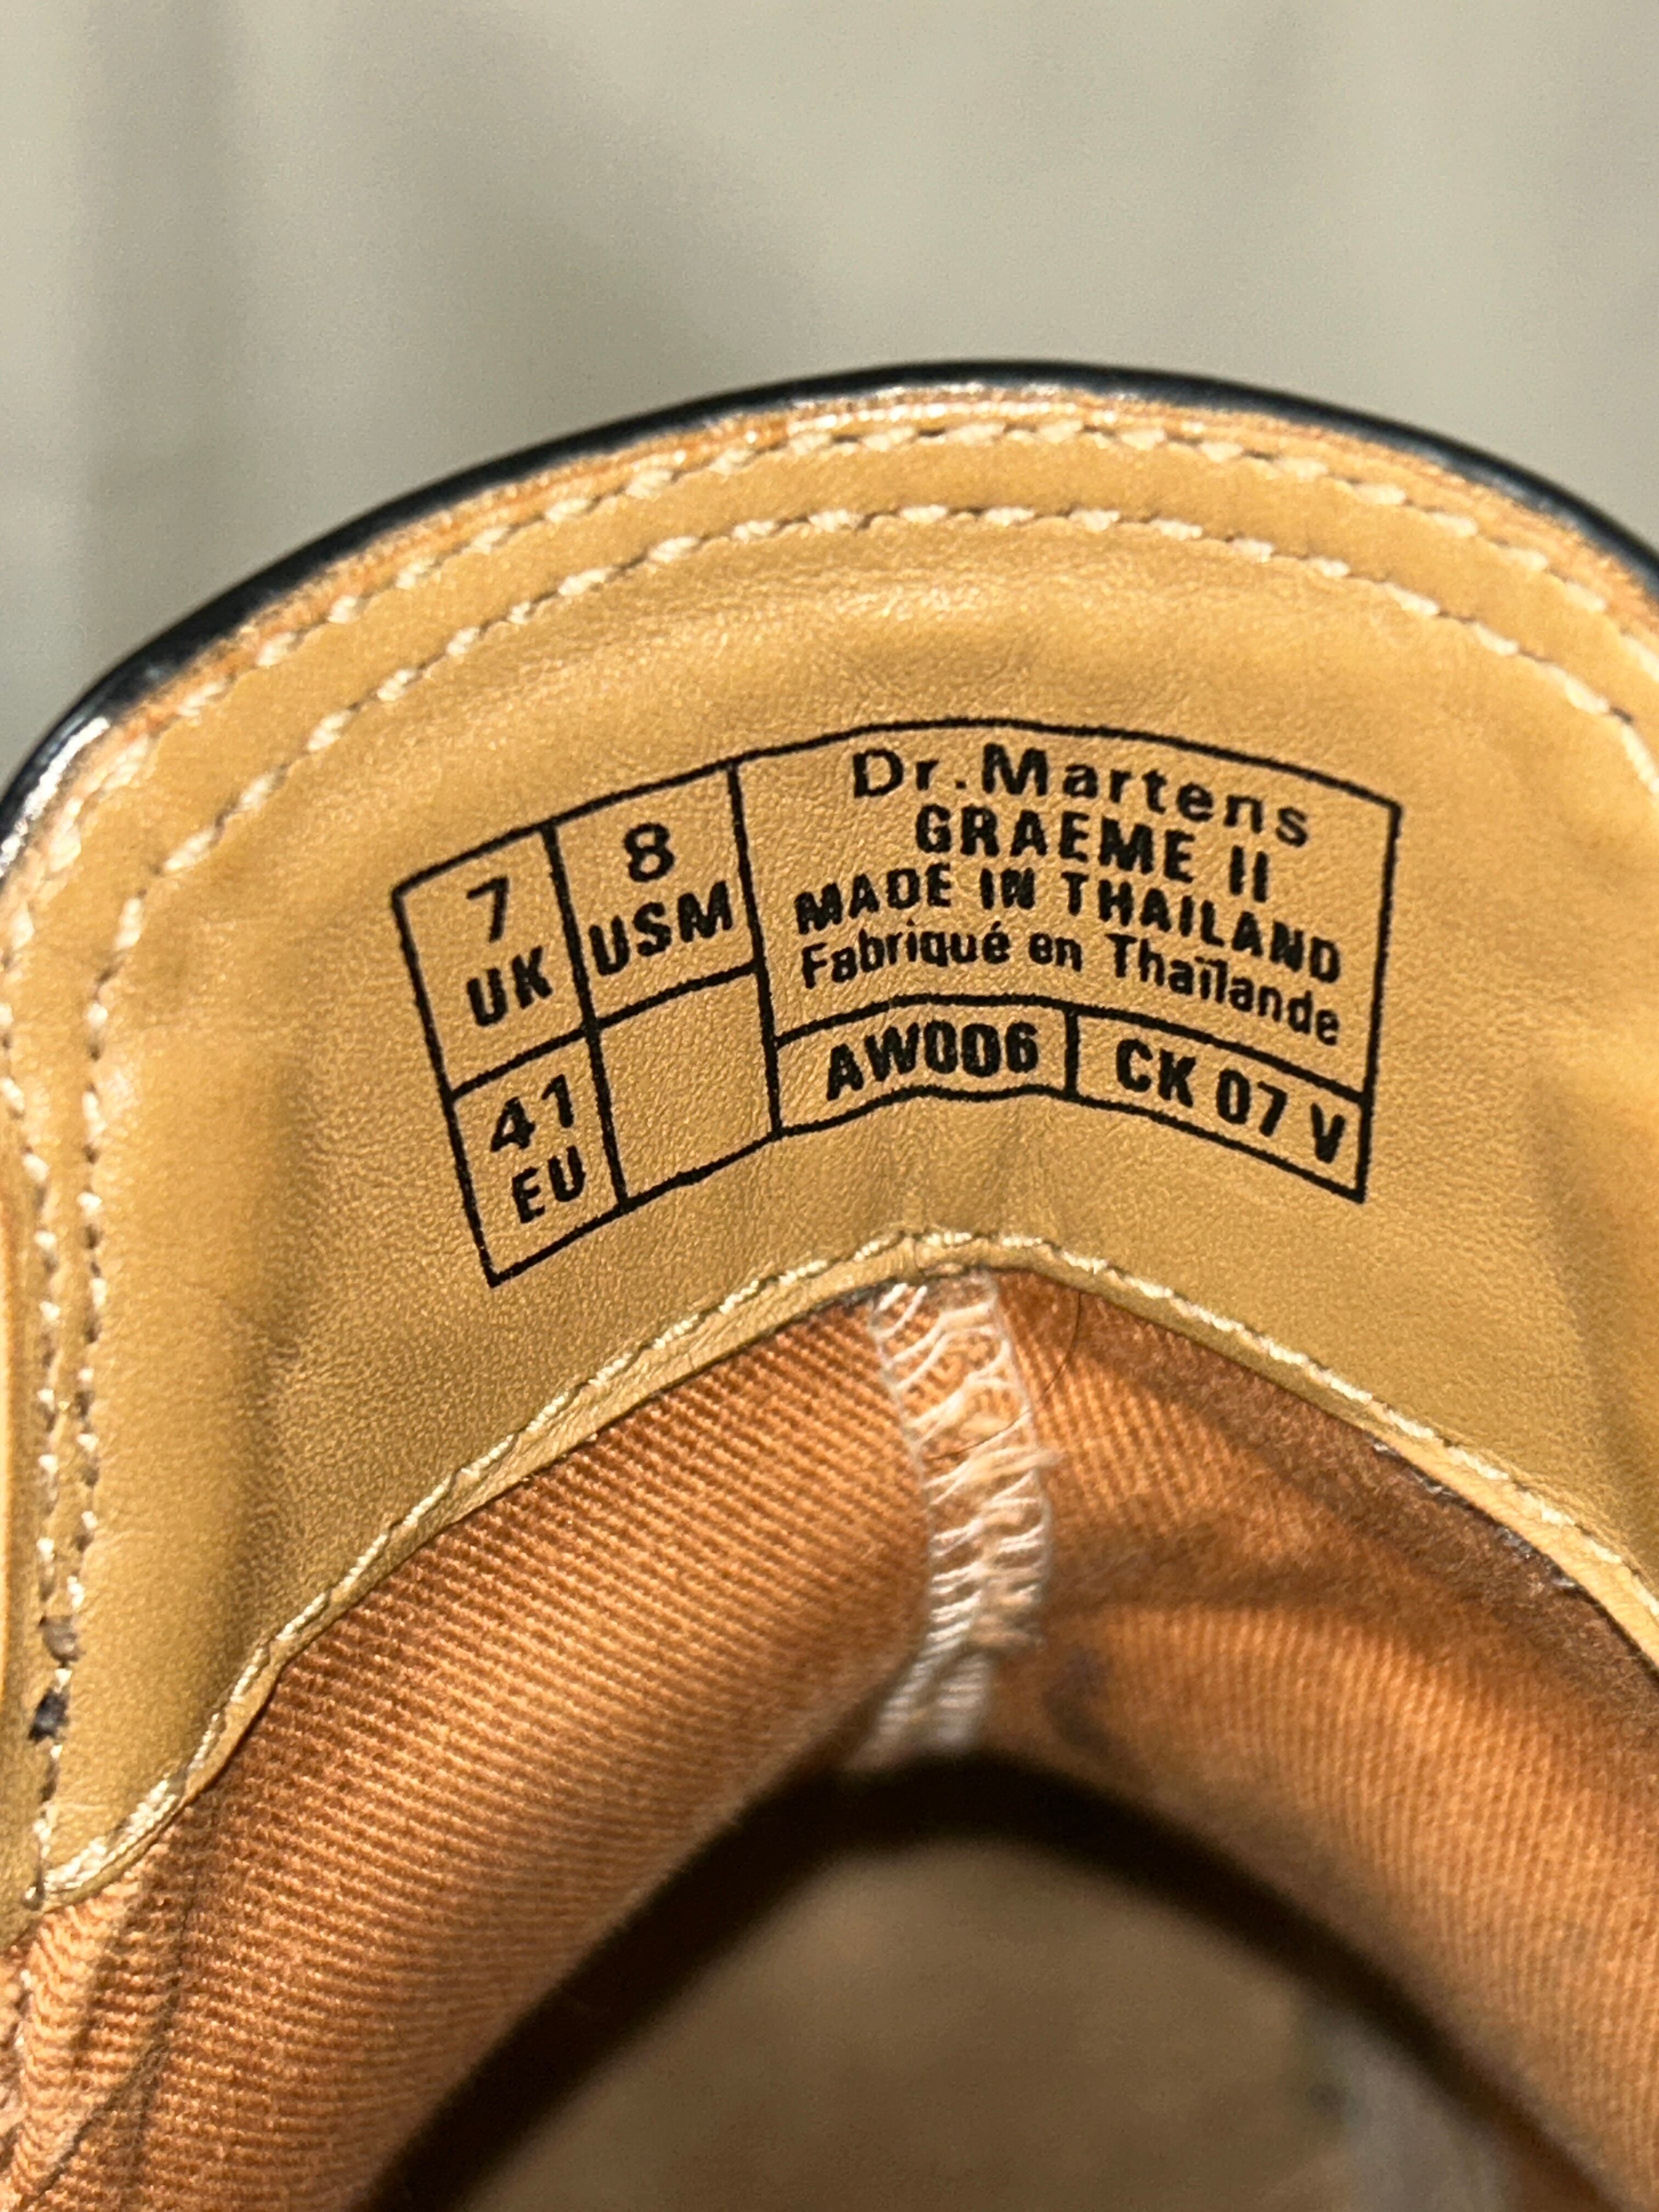 7
UK
8
USM
41
EU
Dr.Martens
GRAEME II
MADE IN THAILAND
Fabriqué en Thaïlande
AW006
CK 07 V